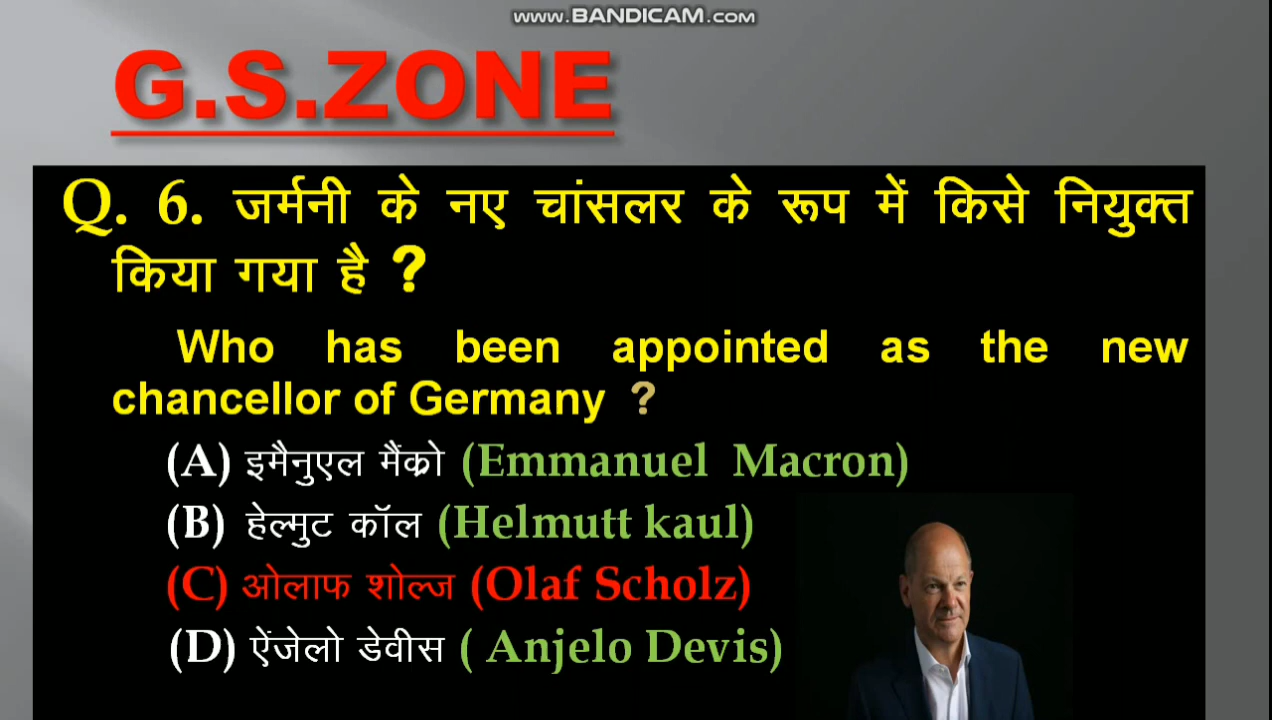 WWW.BANDICAM.COM
G.S.ZONE
Q. 6. जर्मनी के नए चांसलर के रूप में किसे नियुक्त
किया गया है ?
Who has been appointed as the new
chancellor of Germany ?
(A) इमैनुएल मैंक्रो (Emmanuel Macron)
(B) हेल्मुट कॉल (Helmutt kaul)
(C) ओलाफ शोल्ज (Olaf Scholz)
(D) ऐंजेलो डेवीस ( Anjelo Devis)